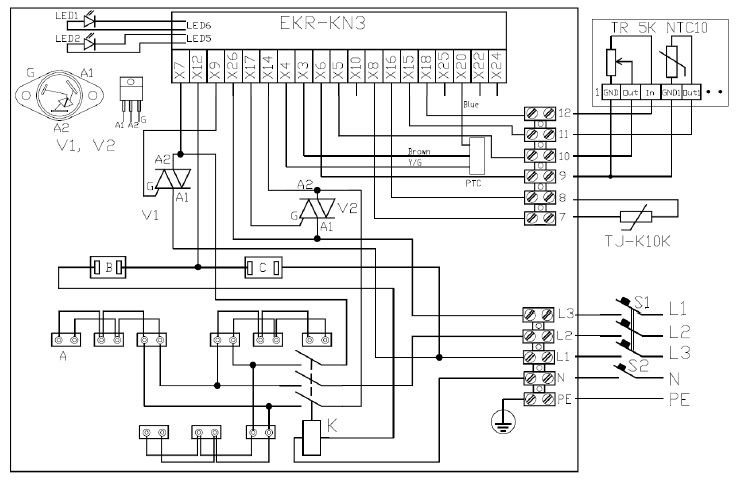 LED1
LED6
LED2
LED5
EKR-KN3
X7 X12 X9 X26 X17 X14 X4 X3 X6 X5 X10 X8 X16 X15 X18 X25 X20 X22 X24
TR 5K NTC10
1 GND Out In GND1 Out1
G A1
A2
A1 A2 G
V1, V2
Blue
Brown
Y/G
PTC
12
11
10
9
8
7
TJ-K10K
A2
G
A1
V1
A2
G
A1
V2
B
C
A
K
L3
L2
L1
N
PE
S1
L1
L2
L3
S2
N
PE